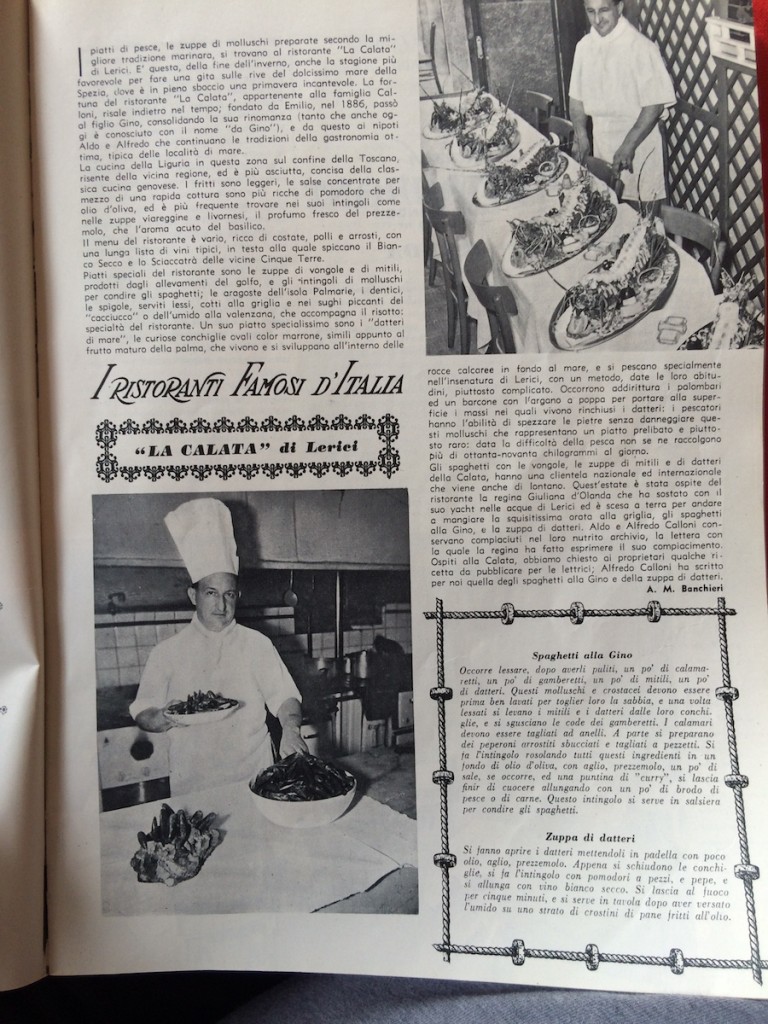 I piatti di pesce, le zuppe di molluschi preparate secondo la mi-
gliore tradizione marinara, si trovano al ristorante "La Calata"
di Lerici. E' questa, della fine dell'inverno, anche la stagione più
favorevole per fare una gita sulle rive del dolcissimo mare della
Spezia, dove è in pieno sboccio una primavera incantevole. La for-
tuna del ristorante "La Calata", appartenente alla famiglia Cal-
loni, risale indietro nel tempo; fondato da Emilio, nel 1886, passò
al figlio Gino, consolidando la sua rinomanza (tanto che anche og-
gi è conosciuto con il nome "da Gino"), e da questo ai nipoti
Aldo e Alfredo che continuano le tradizioni della gastronomia ot-
tima, tipica delle località di mare.
La cucina della Liguria in questa zona sul confine della Toscana,
risente della vicina regione, ed è più asciutta, concisa della clas-
sica cucina genovese. I fritti sono leggeri, le salse concentrate per
mezzo di una rapida cottura sono più ricche di pomodoro che di
olio d'oliva, ed è più frequente trovare nei suoi intingoli come
nelle zuppe viareggine e livornesi, il profumo fresco del prezze-
molo, che l'aroma acuto del basilico.
Il menu del ristorante è vario, ricco di costate, polli e arrosti, con
una lunga lista di vini tipici, in testa alla quale spiccano il Bian-
co Secco e lo Sciaccatrà delle vicine Cinque Terre.
Piatti speciali del ristorante sono le zuppe di vongole e di mitili,
prodotti dagli allevamenti del golfo, e gli intingoli di molluschi
per condire gli spaghetti; le aragoste dell'isola Palmarie, i dentici,
le spigole, serviti lessi, cotti alla griglia e nei sughi piccanti del
"cacciucco" o dell'umido alla valenzana, che accompagna il risotto:
specialtà del ristorante. Un suo piatto specialissimo sono i "datteri
di mare", le curiose conchiglie ovali color marrone, simili appunto al
frutto maturo della palma, che vivono e si sviluppano all'interno delle
I RISTORANTI FAMOSI D'ITALIA
"LA CALATA" di Lerici
rocce calcaree in fondo al mare, e si pescano specialmente
nell'insenatura di Lerici, con un metodo, date le loro abitu-
dini, piuttosto complicato. Occorrono addirittura i palombari
ed un barcone con l'argano a poppa per portare alla super-
ficie i massi nei quali vivono rinchiusi i datteri: i pescatori
hanno l'abilità di spezzare le pietre senza danneggiare que-
sti molluschi che rappresentano un piatto prelibato e piutto-
sto raro: data la difficoltà della pesca non se ne raccolgono
più di ottanta-novanta chilogrammi al giorno.
Gli spaghetti con le vongole, le zuppe di mitili e di datteri
della Calata, hanno una clientela nazionale ed internazionale
che viene anche di lontano. Quest'estate è stata ospite del
ristorante la regina Giuliana d'Olanda che ha sostato con il
suo yacht nelle acque di Lerici ed è scesa a terra per andare
a mangiare la squisitissima orata alla griglia, gli spaghetti
alla Gino, e la zuppa di datteri. Aldo e Alfredo Calloni con-
servano compiaciuti nel loro nutrito archivio, la lettera con
la quale la regina ha fatto esprimere il suo compiacimento.
Ospiti alla Calata, abbiamo chiesto ai proprietari qualche ri-
cetta da pubblicare per le lettrici; Alfredo Calloni ha scritto
per noi quella degli spaghetti alla Gino e della zuppa di datteri.
A. M. Banchieri
Spaghetti alla Gino
Occorre lessare, dopo averli puliti, un po' di calama-
retti, un po' di gamberetti, un po' di mitili, un po'
di datteri. Questi molluschi e crostacei devono essere
prima ben lavati per toglier loro la sabbia, e una volta
lessati si levano i mitili e i datteri dalle loro conchi-
glie, e si sgusciano le code dei gamberetti. I calamari
devono essere tagliati ad anelli. A parte si preparano
dei peperoni arrostiti sbucciati e tagliati a pezzetti. Si
fa l'intingolo rosolando tutti questi ingredienti in un
fondo di olio d'oliva, con aglio, prezzemolo, un po' di
sale, se occorre, ed una puntina di "curry", si lascia
finir di cuocere allungando con un po' di brodo di
pesce o di carne. Questo intingolo si serve in salsiera
per condire gli spaghetti.
Zuppa di datteri
Si fanno aprire i datteri mettendoli in padella con poco
olio, aglio, prezzemolo. Appena si schiudono le conchi-
glie, si fa l'intingolo con pomodori a pezzi, e pepe, e
si allunga con vino bianco secco. Si lascia al fuoco
per cinque minuti, e si serve in tavola dopo aver versato
l'umido su uno strato di crostini di pane fritti all'olio.